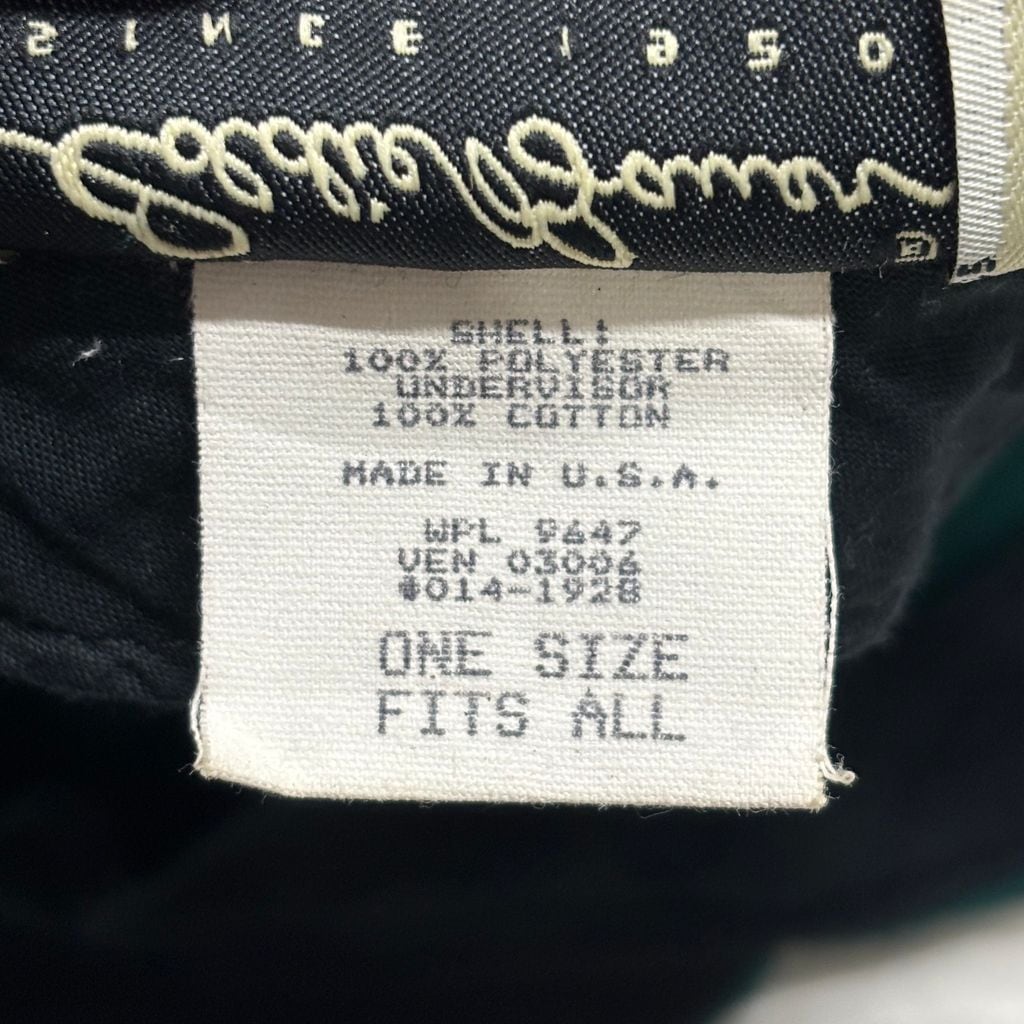 SINCE 1950
SHELL:
100% POLYESTER
UNDERVISOR
100% COTTON
MADE IN U.S.A.
WPL 9647
VEN 03006
#014-1928
ONE SIZE
FITS ALL